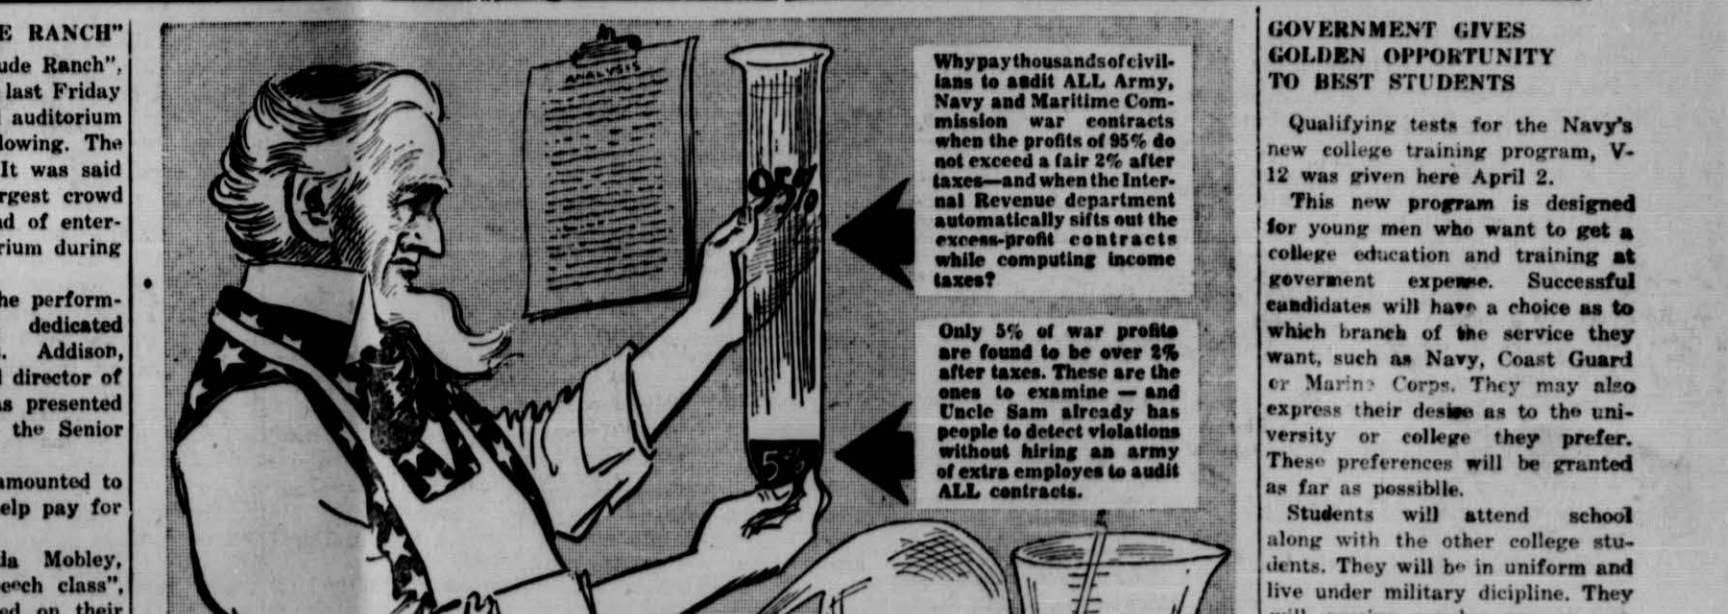 E RANCH"
ude Ranch",
last Friday
auditorium
lowing. The
It was said
rgest crowd
nd of enter-
rium during
he perform-
dedicated
s. Addison,
director of
as presented
the Senior
amounted to
elp pay for
da Mobley,
eech class",
ed on their
ANALYSIS
95%
5%
Why pay thousands of civil-
ians to audit ALL Army,
Navy and Maritime Com-
mission war contracts
when the profits of 95% do
not exceed a fair 2% after
taxes—and when the Inter-
nal Revenue department
automatically sifts out the
excess-profit contracts
while computing income
taxes?
Only 5% of war profits
are found to be over 2%
after taxes. These are the
ones to examine — and
Uncle Sam already has
people to detect violations
without hiring an army
of extra employes to audit
ALL contracts.
GOVERNMENT GIVES
GOLDEN OPPORTUNITY
TO BEST STUDENTS
Qualifying tests for the Navy's
new college training program, V-
12 was given here April 2.
This new program is designed
for young men who want to get a
college education and training at
goverment expense. Successful
candidates will have a choice as to
which branch of the service they
want, such as Navy, Coast Guard
or Marine Corps. They may also
express their desire as to the uni-
versity or college they prefer.
These preferences will be granted
as far as possiblle.
Students will attend school
along with the other college stu-
dents. They will be in uniform and
live under military dicipline. They